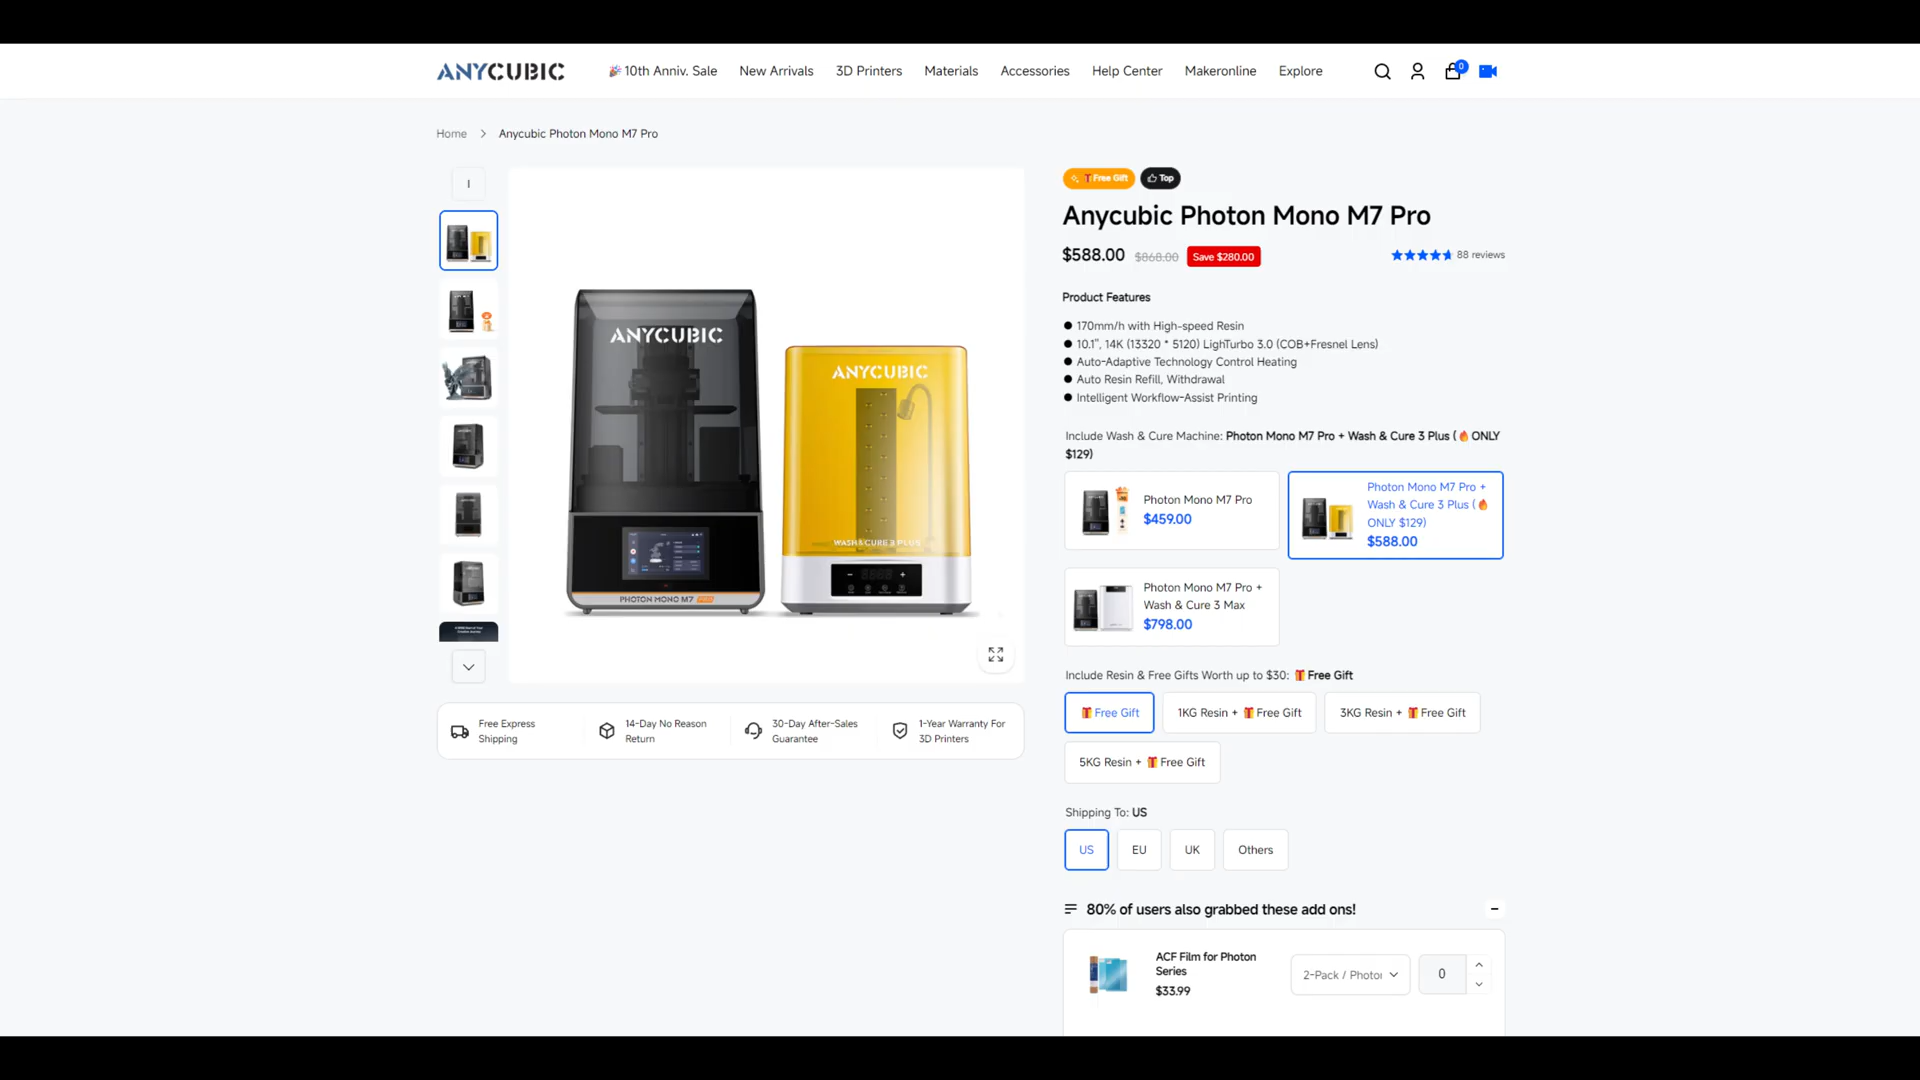 ANYCUBIC
🎉 10th Anniv. Sale
New Arrivals
3D Printers
Materials
Accessories
Help Center
Makeronline
Explore
0
Home
Anycubic Photon Mono M7 Pro
ANYCUBIC
ANYCUBIC
WASH & CURE 3 PLUS
PHOTON MONO M7 PRO
Free Express
Shipping
14-Day No Reason
Return
30-Day After-Sales
Guarantee
1-Year Warranty For
3D Printers
Free Gift
Top
Anycubic Photon Mono M7 Pro
$588.00 $868.00 Save $280.00
88 reviews
Product Features
● 170mm/h with High-speed Resin
● 10.1", 14K (13320 * 5120) LighTurbo 3.0 (COB+Fresnel Lens)
● Auto-Adaptive Technology Control Heating
● Auto Resin Refill, Withdrawal
● Intelligent Workflow-Assist Printing
Include Wash & Cure Machine: Photon Mono M7 Pro + Wash & Cure 3 Plus (🔥ONLY
$129)
Photon Mono M7 Pro
$459.00
Photon Mono M7 Pro +
Wash & Cure 3 Plus (🔥
ONLY $129)
$588.00
Photon Mono M7 Pro +
Wash & Cure 3 Max
$798.00
Include Resin & Free Gifts Worth up to $30: 🎁Free Gift
🎁Free Gift
1KG Resin + 🎁Free Gift
3KG Resin + 🎁Free Gift
5KG Resin + 🎁Free Gift
Shipping To: US
US
EU
UK
Others
80% of users also grabbed these add ons!
ACF Film for Photon
Series
$33.99
2-Pack / Photo
0